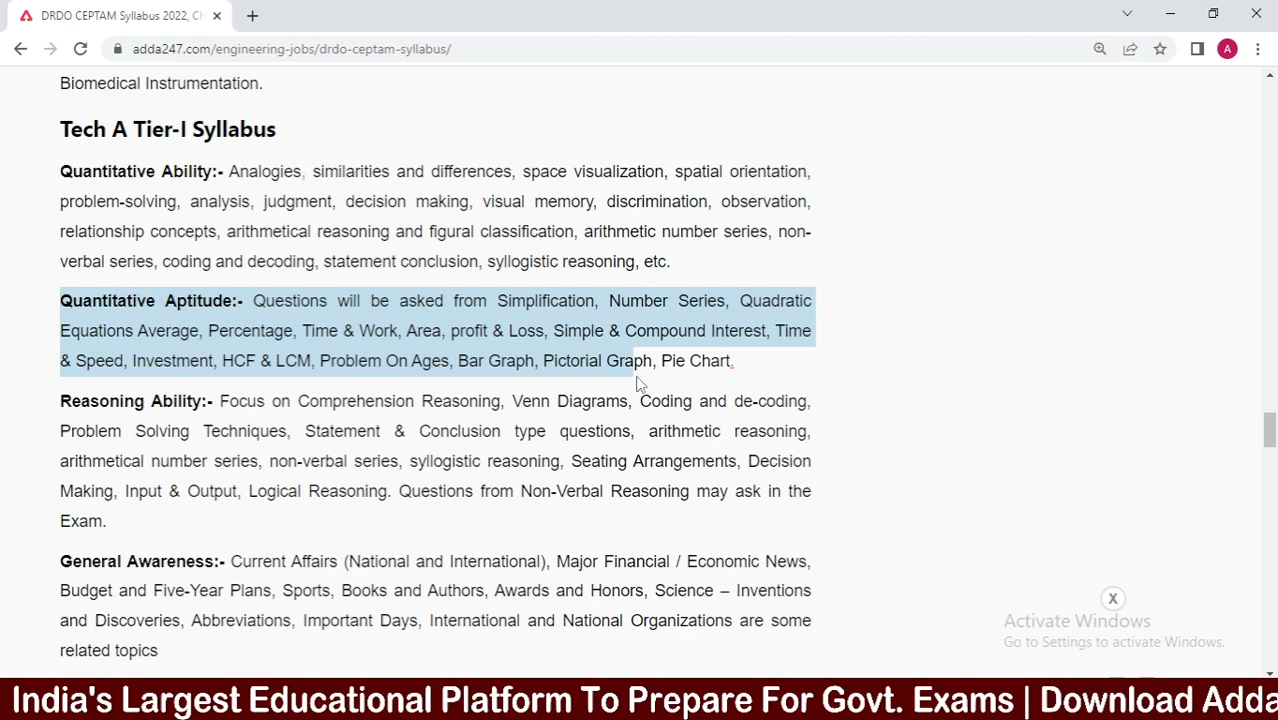 DRDO CEPTAM Syllabus 2022, Ch
adda247.com/engineering-jobs/drdo-ceptam-syllabus/
A
Biomedical Instrumentation.
Tech A Tier-I Syllabus
Quantitative Ability:- Analogies, similarities and differences, space visualization, spatial orientation,
problem-solving, analysis, judgment, decision making, visual memory, discrimination, observation,
relationship concepts, arithmetical reasoning and figural classification, arithmetic number series, non-
verbal series, coding and decoding, statement conclusion, syllogistic reasoning, etc.
Quantitative Aptitude:- Questions will be asked from Simplification, Number Series, Quadratic
Equations Average, Percentage, Time & Work, Area, profit & Loss, Simple & Compound Interest, Time
& Speed, Investment, HCF & LCM, Problem On Ages, Bar Graph, Pictorial Graph, Pie Chart.
Reasoning Ability:- Focus on Comprehension Reasoning, Venn Diagrams, Coding and de-coding,
Problem Solving Techniques, Statement & Conclusion type questions, arithmetic reasoning,
arithmetical number series, non-verbal series, syllogistic reasoning, Seating Arrangements, Decision
Making, Input & Output, Logical Reasoning. Questions from Non-Verbal Reasoning may ask in the
Exam.
General Awareness:- Current Affairs (National and International), Major Financial / Economic News,
Budget and Five-Year Plans, Sports, Books and Authors, Awards and Honors, Science – Inventions
and Discoveries, Abbreviations, Important Days, International and National Organizations are some
related topics
X
Activate Windows
Go to Settings to activate Windows.
India's Largest Educational Platform To Prepare For Govt. Exams | Download Adda